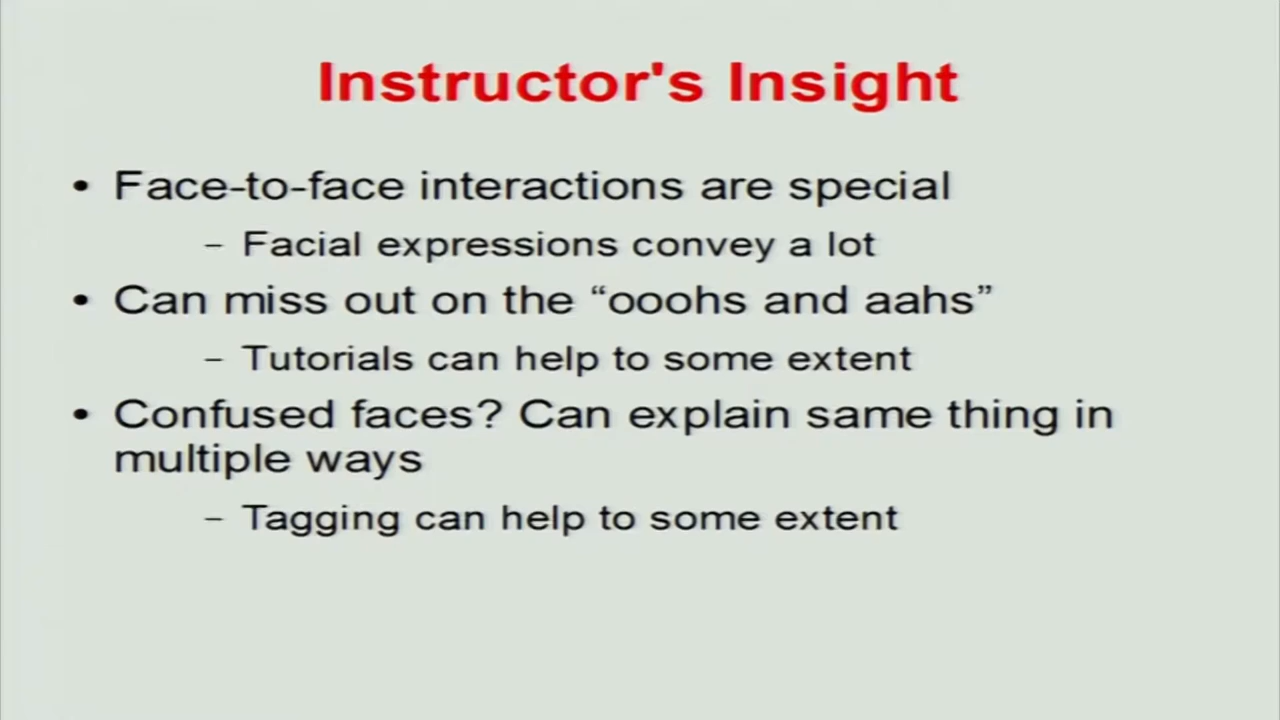 Instructor's Insight
• Face-to-face interactions are special
– Facial expressions convey a lot
• Can miss out on the “ooohs and aahs”
– Tutorials can help to some extent
• Confused faces? Can explain same thing in
multiple ways
– Tagging can help to some extent